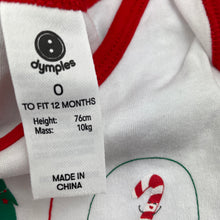 dymples
0
TO FIT 12 MONTHS
Height: 76cm
Mass: 10kg
MADE IN
CHINA